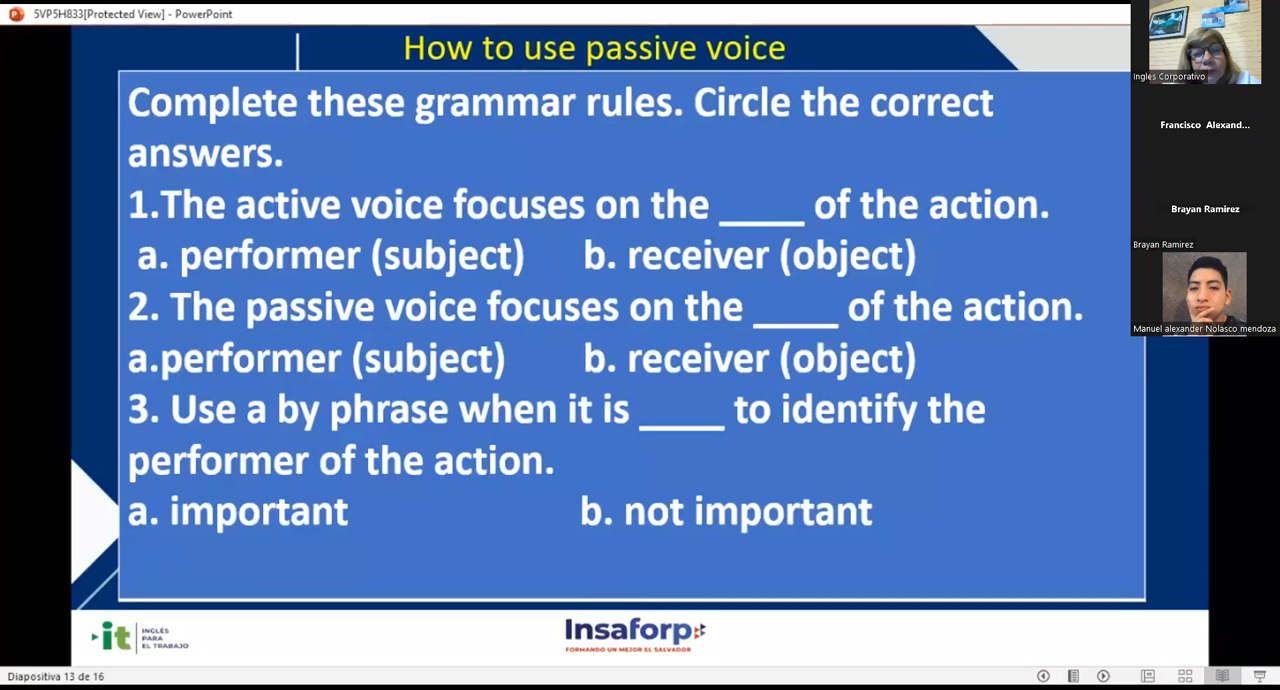 5VP5H833[Protected View] - PowerPoint
How to use passive voice
Complete these grammar rules. Circle the correct
answers.
1.The active voice focuses on the _____ of the action.
a. performer (subject) b. receiver (object)
2. The passive voice focuses on the _____ of the action.
a.performer (subject) b. receiver (object)
3. Use a by phrase when it is _____ to identify the
performer of the action.
a. important b. not important
it
INGLÉS
PARA
EL TRABAJO
Insaforp
FORMANDO UN MEJOR EL SALVADOR
Diapositiva 13 de 16
Ingles Corporativo
Francisco Alexand...
Brayan Ramirez
Brayan Ramirez
Manuel alexander Nolasco mendoza